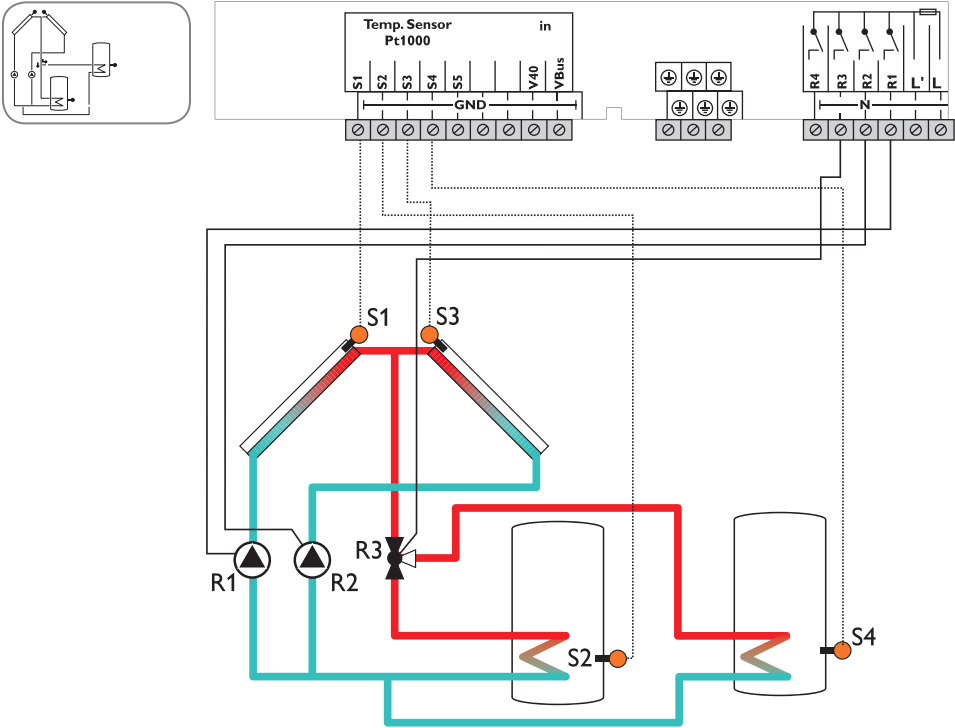 Temp. Sensor
Pt1000
in
S1 S2 S3 S4 S5 V40 VBus
GND
R4 R3 R2 R1 L' L
N
S1
S3
R1
R2
R3
S2
S4